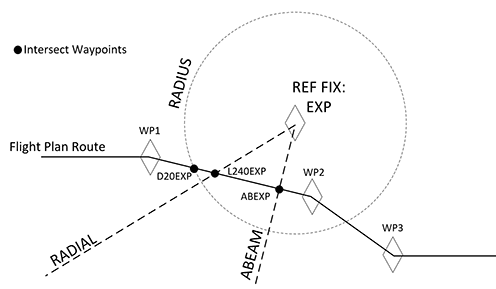 Intersect Waypoints
RADIUS
REF FIX:
EXP
WP1
Flight Plan Route
D20EXP
L240EXP
WP2
ABEXP
WP3
RADIAL
ABEAM